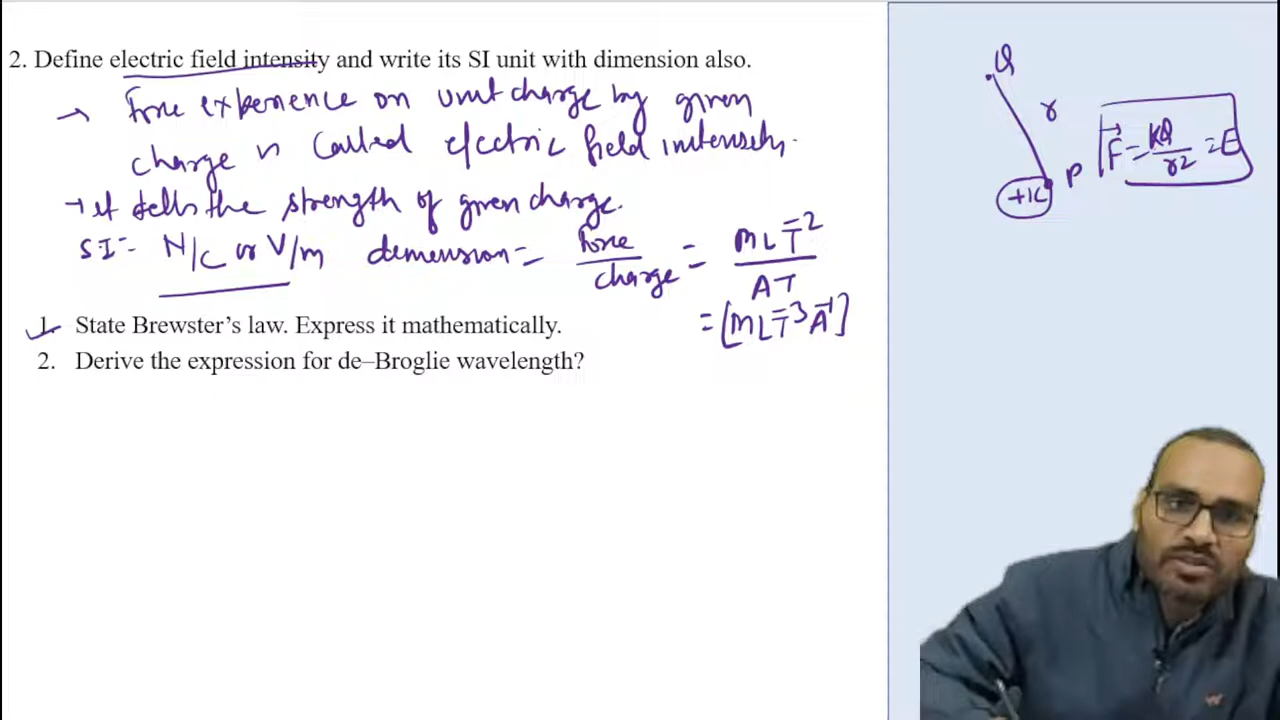 2. Define electric field intensity and write its SI unit with dimension also.
→ Force experience on unit charge by given
charge is called electric field intensity.
→ it tells the strength of given charge.
SI = N/C or V/m dimension = Force/charge = MLT⁻²/AT
= [MLT⁻³A⁻¹]
1. State Brewster’s law. Express it mathematically.
2. Derive the expression for de–Broglie wavelength?
Q
r
+1C P F⃗ = kQ/r2 = E